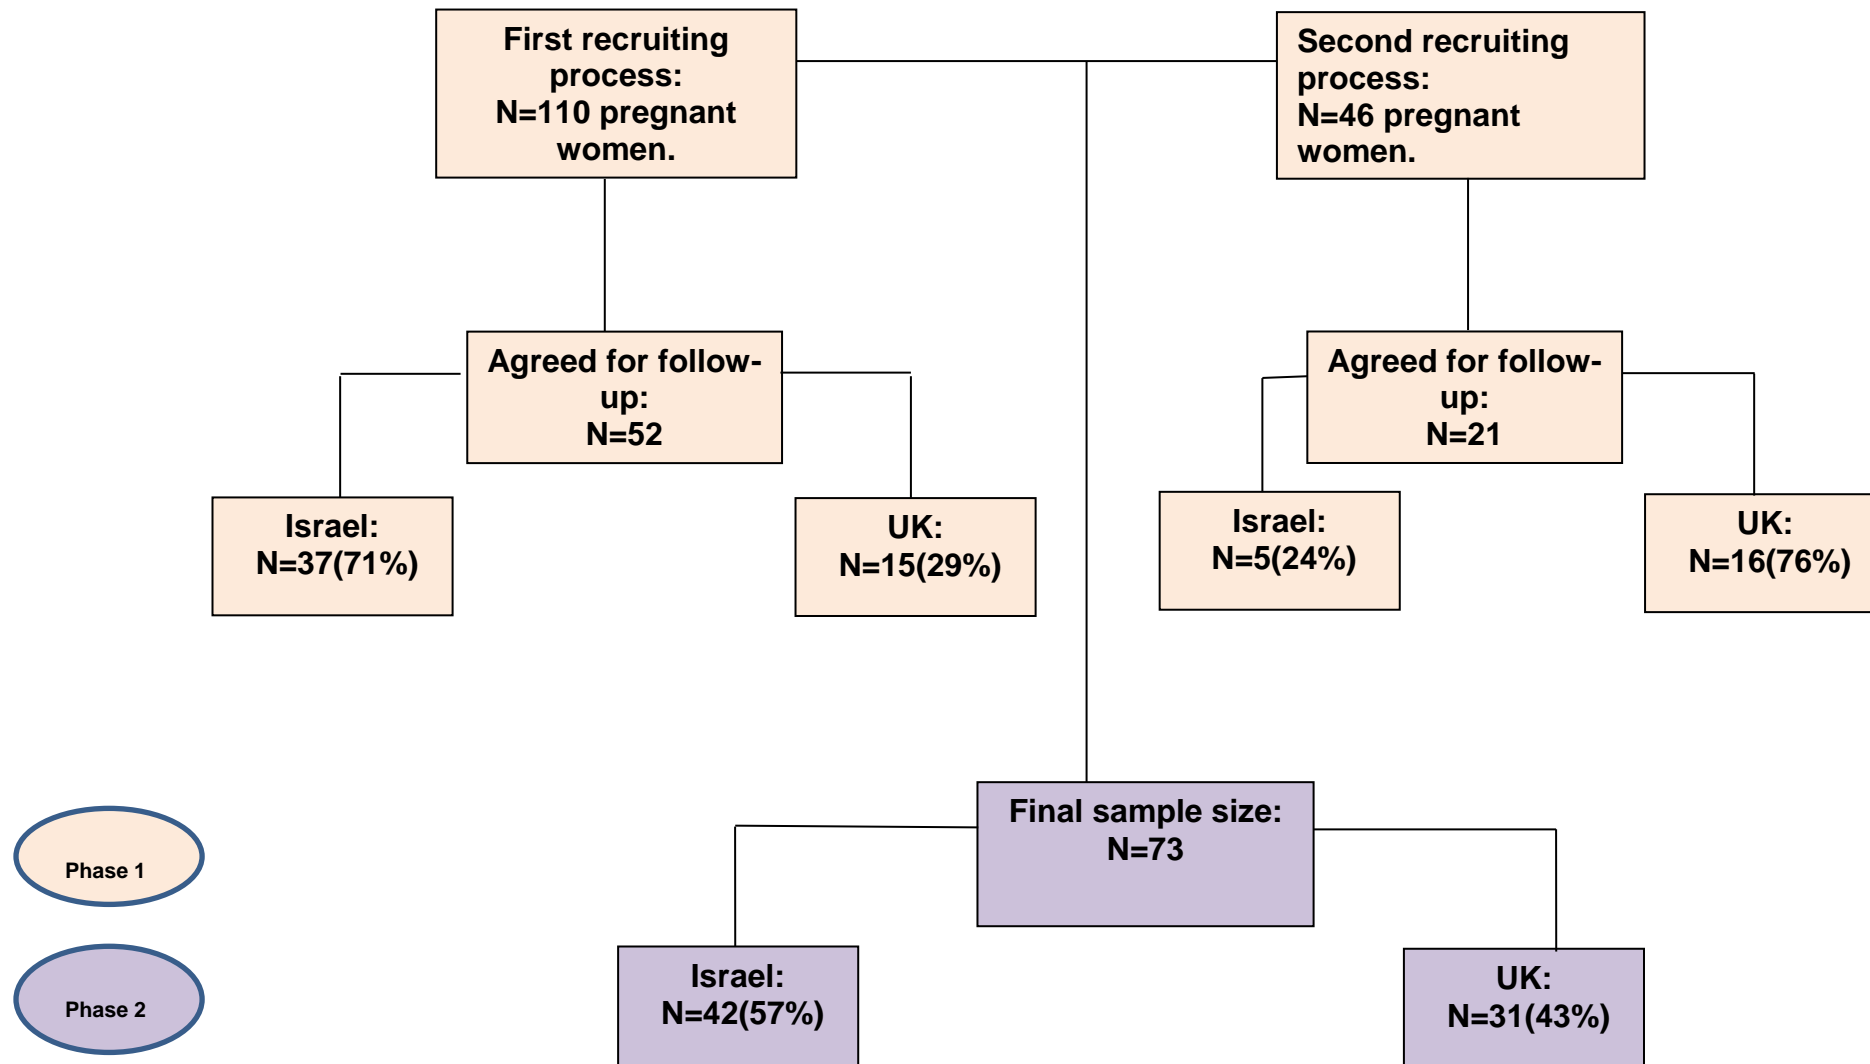 First recruiting
process:
N=110 pregnant
women.
Second recruiting
process:
N=46 pregnant
women.
Agreed for follow-
up:
N=52
Agreed for follow-
up:
N=21
Israel:
N=37(71%)
UK:
N=15(29%)
Israel:
N=5(24%)
UK:
N=16(76%)
Final sample size:
N=73
Phase 1
Israel:
N=42(57%)
UK:
N=31(43%)
Phase 2